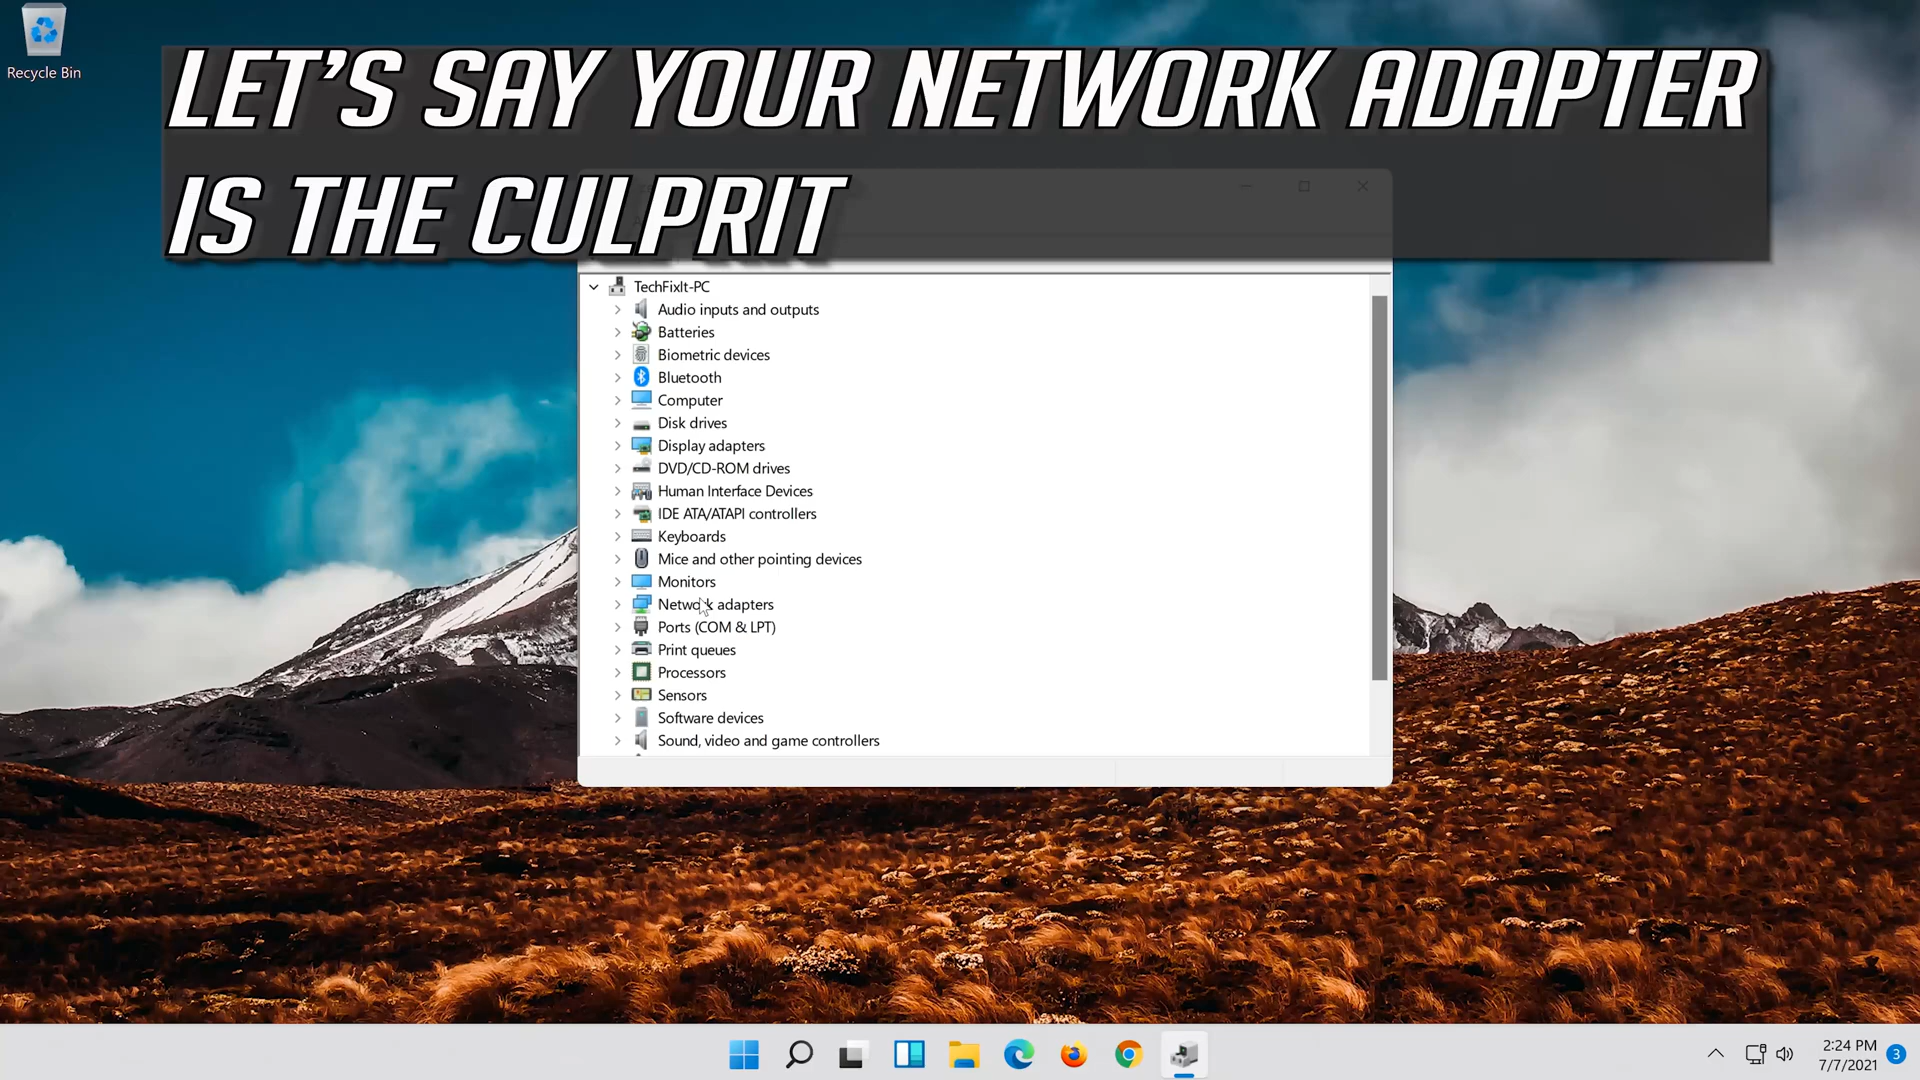 Recycle Bin
LET'S SAY YOUR NETWORK ADAPTER
IS THE CULPRIT
TechFixIt-PC
Audio inputs and outputs
Batteries
Biometric devices
Bluetooth
Computer
Disk drives
Display adapters
DVD/CD-ROM drives
Human Interface Devices
IDE ATA/ATAPI controllers
Keyboards
Mice and other pointing devices
Monitors
Network adapters
Ports (COM & LPT)
Print queues
Processors
Sensors
Software devices
Sound, video and game controllers
2:24 PM
7/7/2021
3